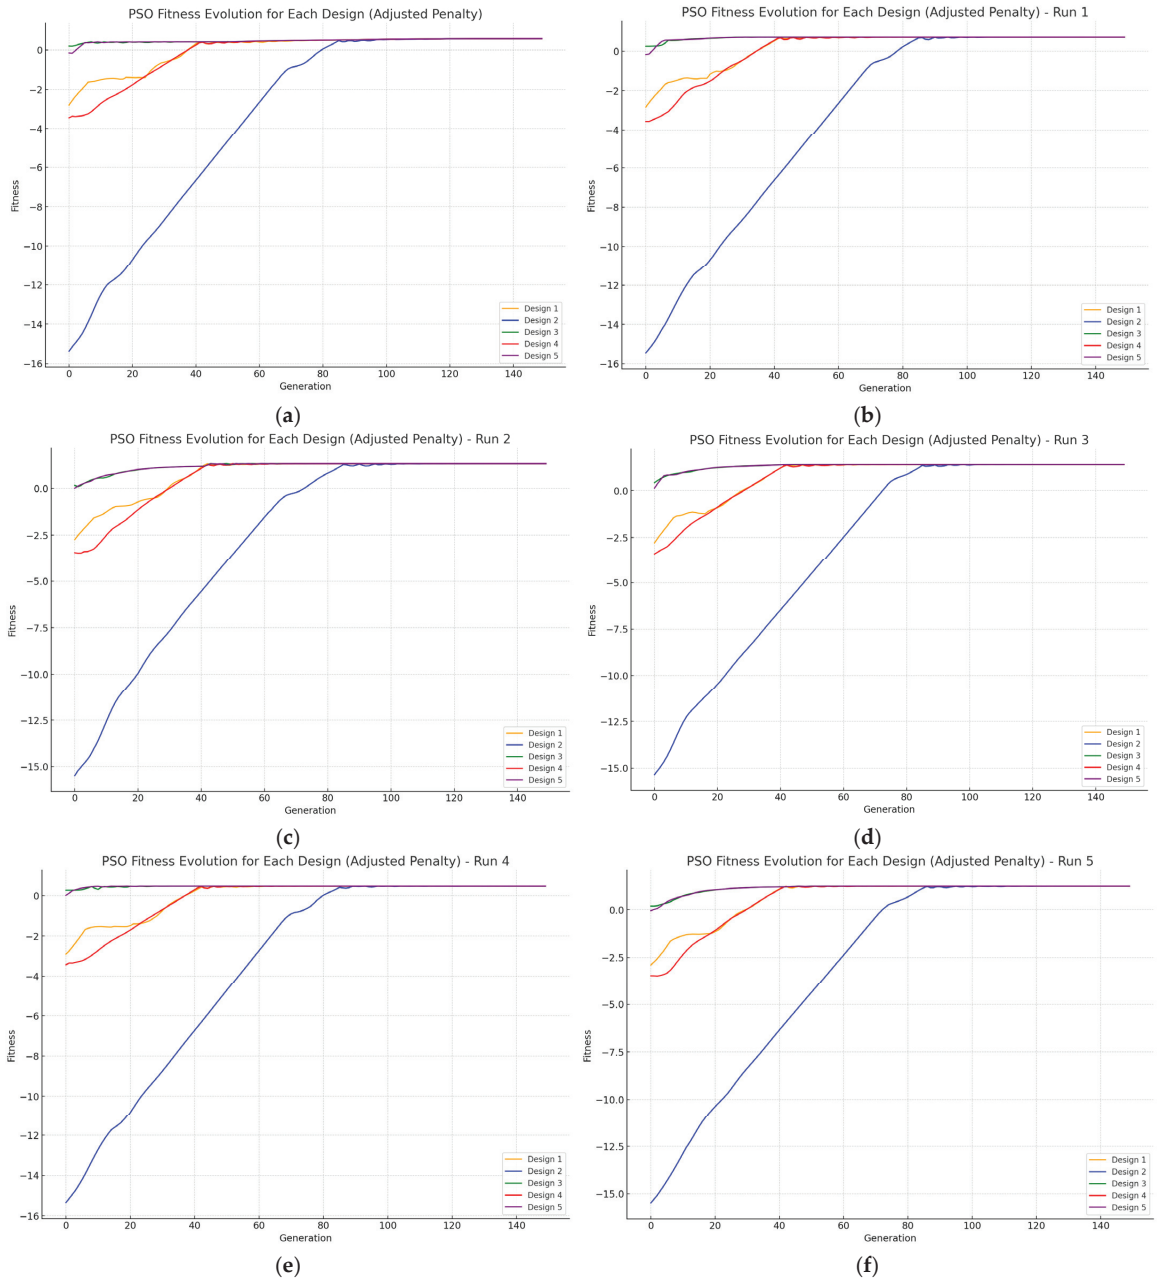 PSO Fitness Evolution for Each Design (Adjusted Penalty)
0
−2
−4
−6
−8
−10
−12
−14
−16
Fitness
0 20 40 60 80 100 120 140
Generation
Design 1
Design 2
Design 3
Design 4
Design 5
(a)
PSO Fitness Evolution for Each Design (Adjusted Penalty) - Run 1
0
−2
−4
−6
−8
−10
−12
−14
−16
Fitness
0 20 40 60 80 100 120 140
Generation
Design 1
Design 2
Design 3
Design 4
Design 5
(b)
PSO Fitness Evolution for Each Design (Adjusted Penalty) - Run 2
0.0
−2.5
−5.0
−7.5
−10.0
−12.5
−15.0
Fitness
0 20 40 60 80 100 120 140
Generation
Design 1
Design 2
Design 3
Design 4
Design 5
(c)
PSO Fitness Evolution for Each Design (Adjusted Penalty) - Run 3
0.0
−2.5
−5.0
−7.5
−10.0
−12.5
−15.0
Fitness
0 20 40 60 80 100 120 140
Generation
Design 1
Design 2
Design 3
Design 4
Design 5
(d)
PSO Fitness Evolution for Each Design (Adjusted Penalty) - Run 4
0
−2
−4
−6
−8
−10
−12
−14
−16
Fitness
0 20 40 60 80 100 120 140
Generation
Design 1
Design 2
Design 3
Design 4
Design 5
(e)
PSO Fitness Evolution for Each Design (Adjusted Penalty) - Run 5
0.0
−2.5
−5.0
−7.5
−10.0
−12.5
−15.0
Fitness
0 20 40 60 80 100 120 140
Generation
Design 1
Design 2
Design 3
Design 4
Design 5
(f)